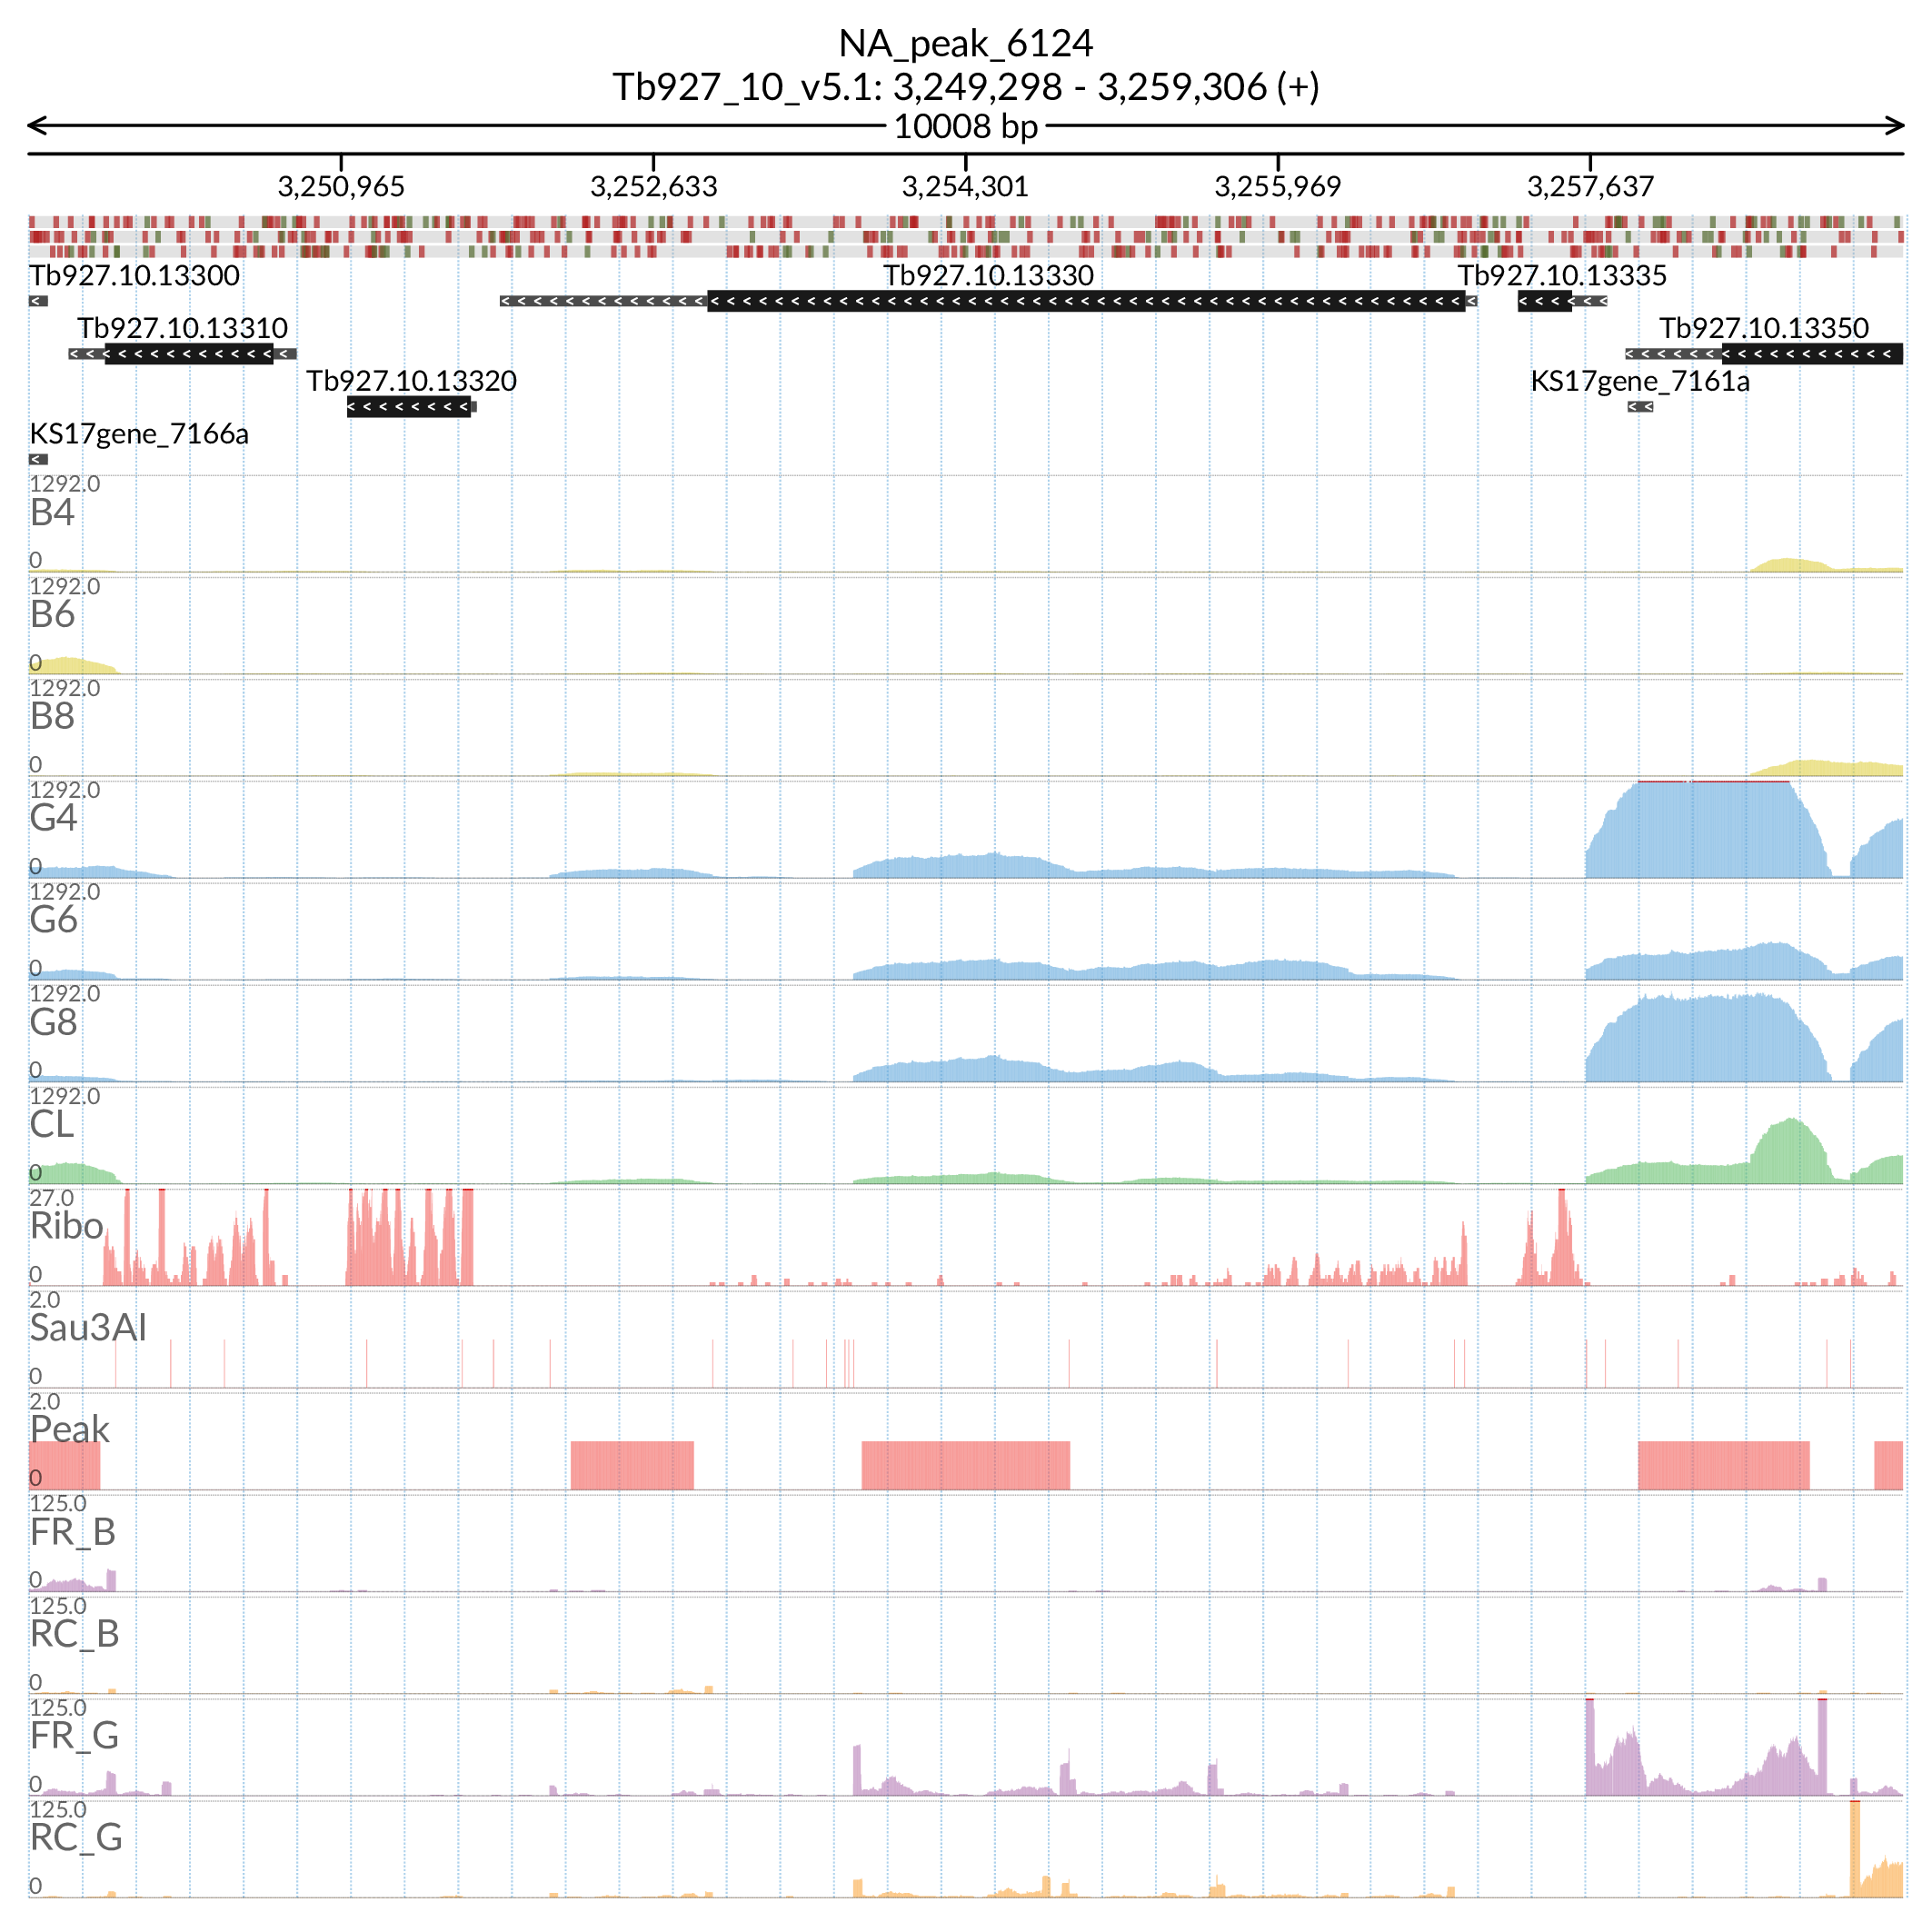 NA_peak_6124
Tb927_10_v5.1: 3,249,298 - 3,259,306 (+)
10008 bp
3,250,965 3,252,633 3,254,301 3,255,969 3,257,637
Tb927.10.13300 Tb927.10.13330 Tb927.10.13335
Tb927.10.13310 Tb927.10.13350
Tb927.10.13320 KS17gene_7161a
KS17gene_7166a
1292.0
B4
0
1292.0
B6
0
1292.0
B8
0
1292.0
G4
0
1292.0
G6
0
1292.0
G8
0
1292.0
CL
0
27.0
Ribo
0
2.0
Sau3AI
0
2.0
Peak
0
125.0
FR_B
0
125.0
RC_B
0
125.0
FR_G
0
125.0
RC_G
0